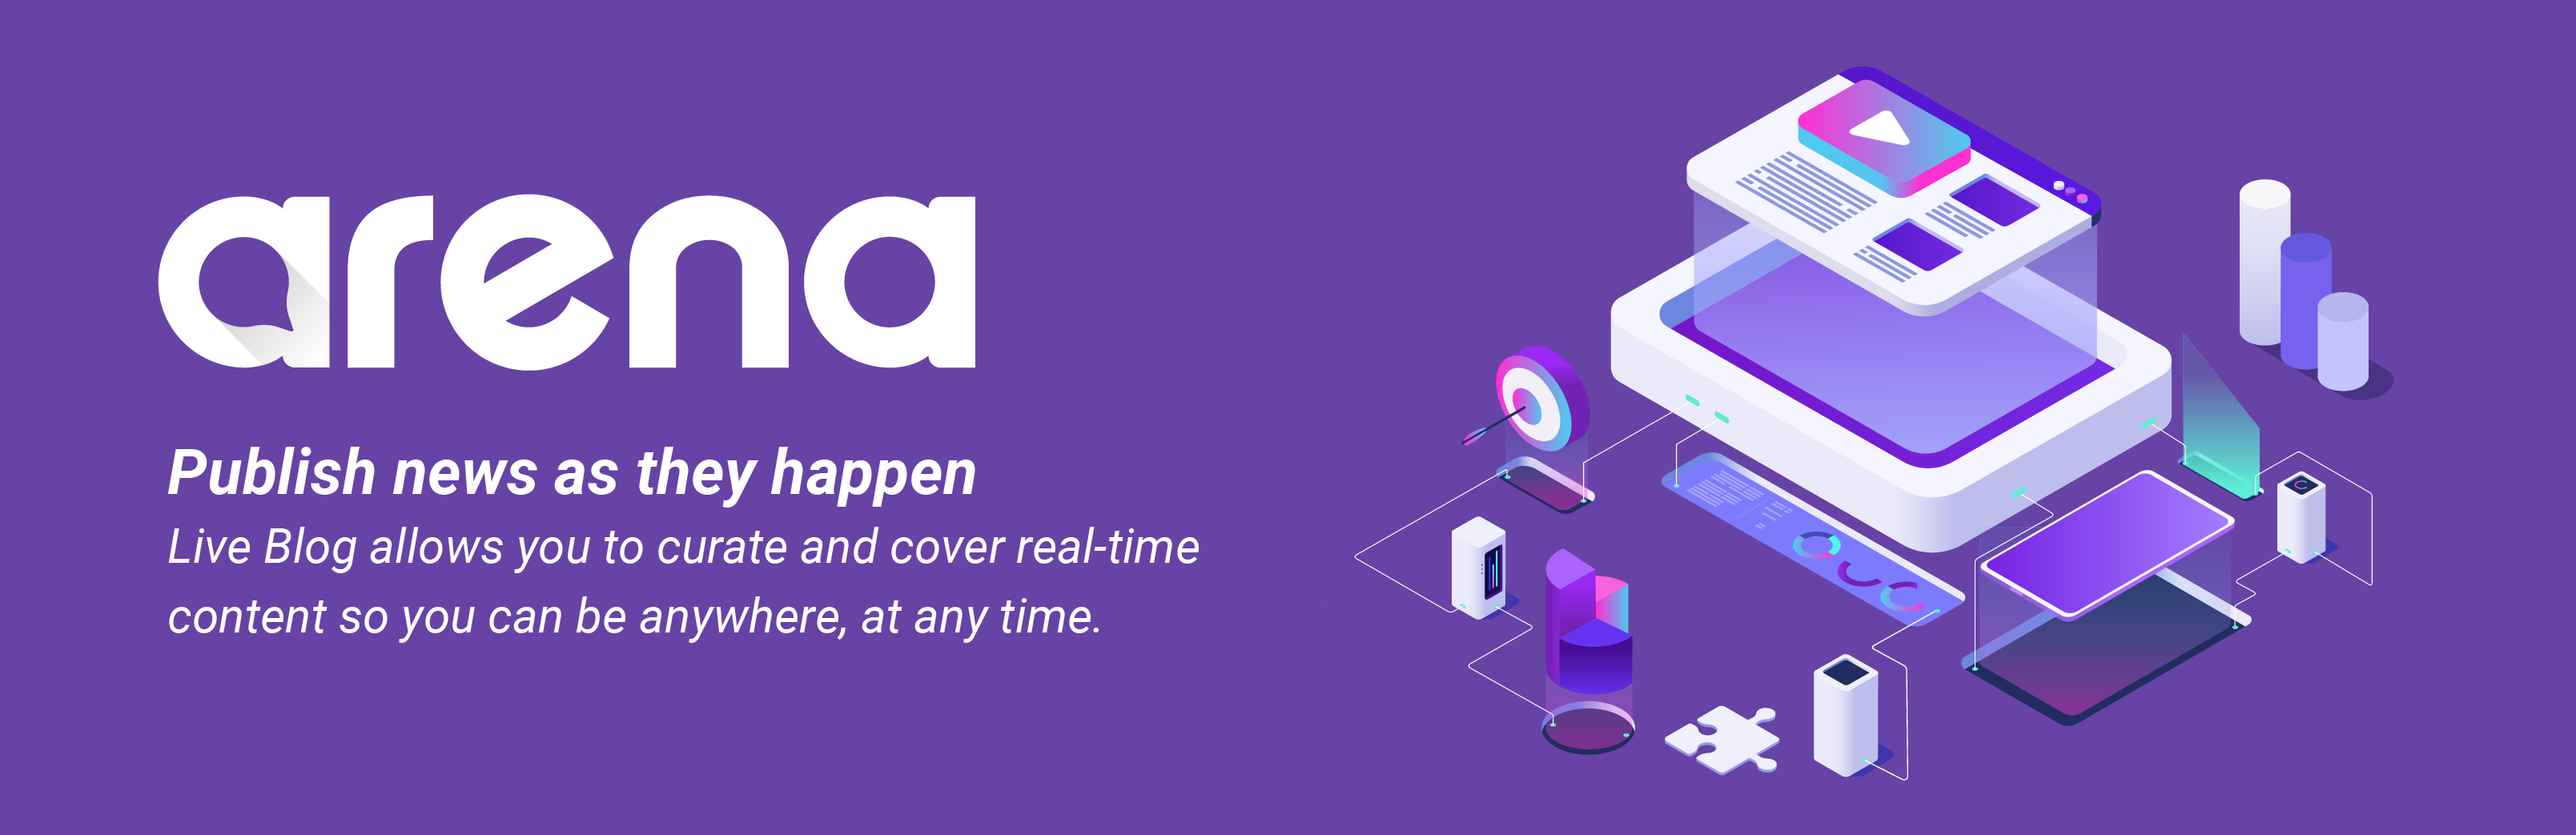 arena
Publish news as they happen
Live Blog allows you to curate and cover real-time
content so you can be anywhere, at any time.